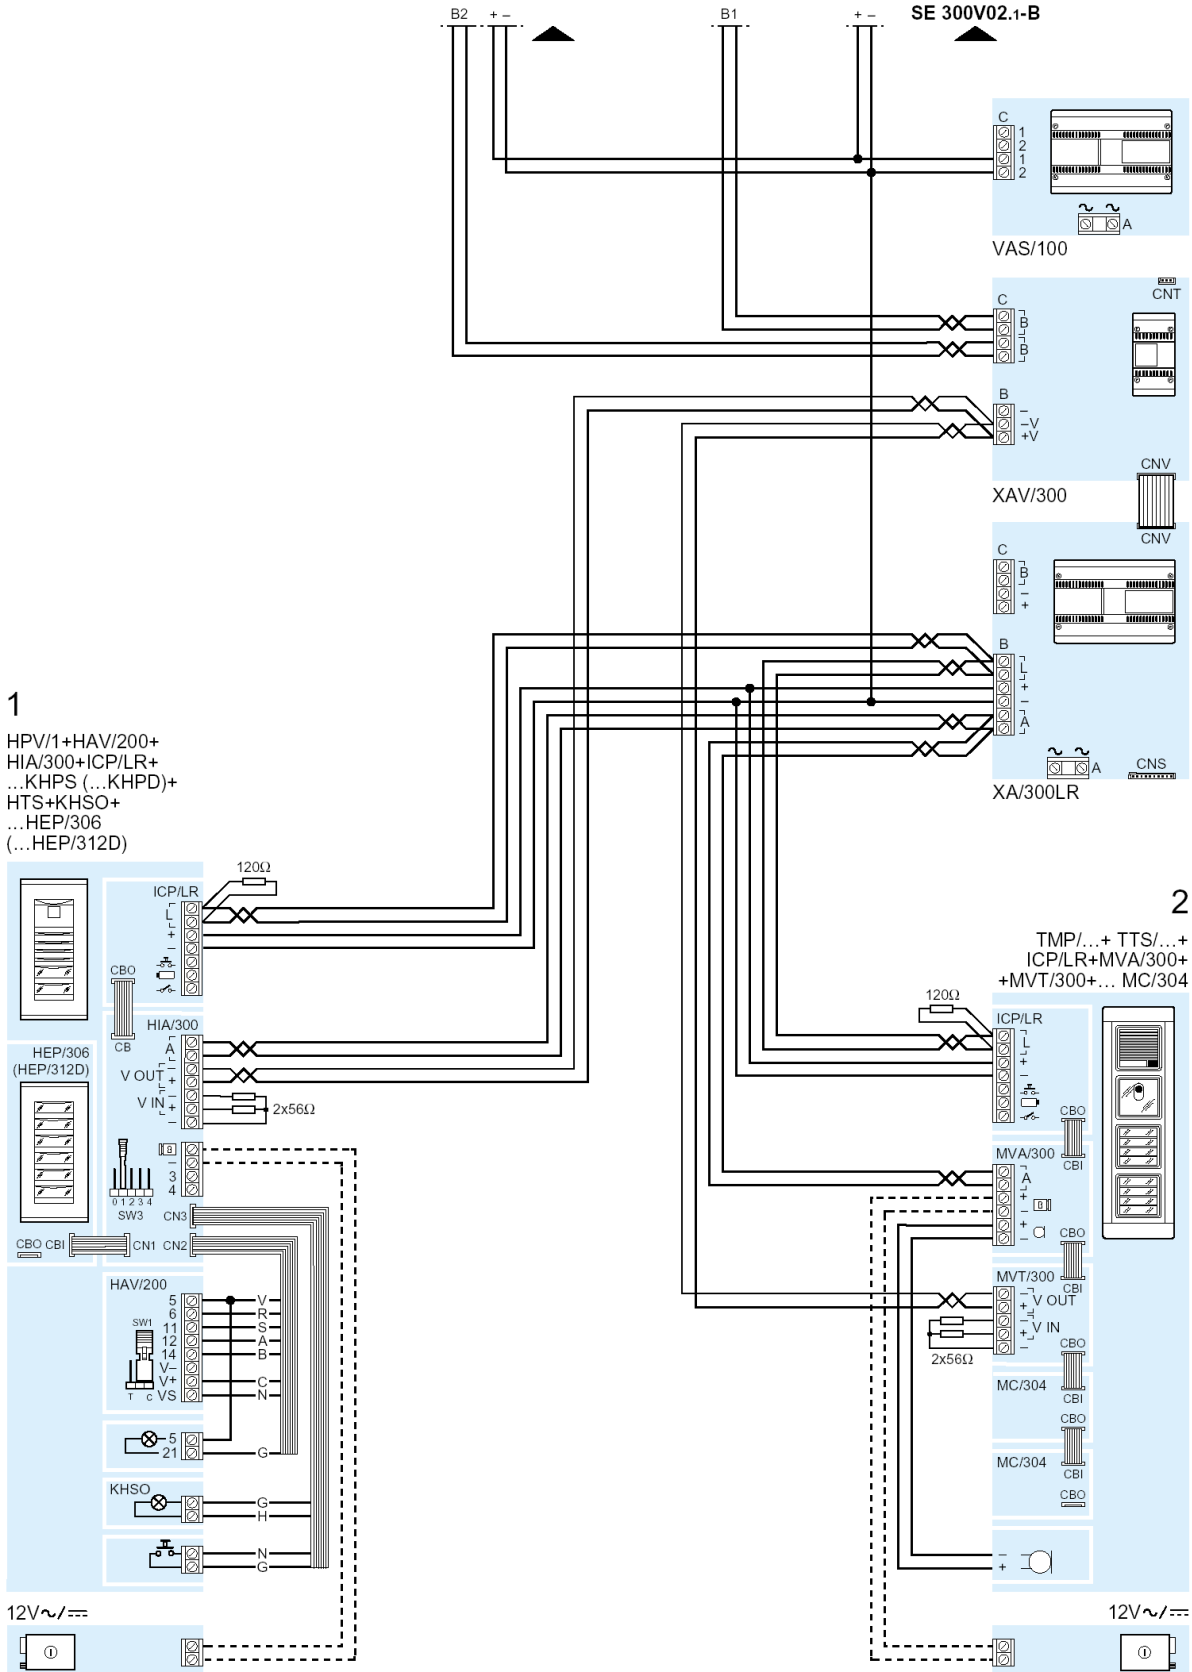 B2 + – B1 + – SE 300V02.1-B
C
1
2
1
2
A
VAS/100
CNT
C
B
B
B
–
–V
+V
CNV
XAV/300
CNV
C
B
–
+
B
L
+
–
A
A
CNS
XA/300LR
1
HPV/1+HAV/200+
HIA/300+ICP/LR+
...KHPS (...KHPD)+
HTS+KHSO+
...HEP/306
(...HEP/312D)
120Ω
ICP/LR
L
+
–
CBO
CB
HIA/300
A
V OUT
–
+
V IN
–
+
–
2x56Ω
HEP/306
(HEP/312D)
–
3
4
0 1 2 3 4
SW3
CN3
CBO CBI CN1 CN2
HAV/200
5 V
6 R
11 S
12 A
14 B
V–
V+ C
VS N
SW1
T C
5
21 G
KHSO
G
H
N
G
12V~/
2
TMP/...+ TTS/...+
ICP/LR+MVA/300+
+MVT/300+... MC/304
120Ω
ICP/LR
L
+
–
CBO
CBI
MVA/300
A
+
–
+
–
CBO
CBI
MVT/300
–
+
V OUT
–
+
V IN
–
2x56Ω
CBO
CBI
MC/304
CBO
CBI
MC/304
CBO
–
+
12V~/